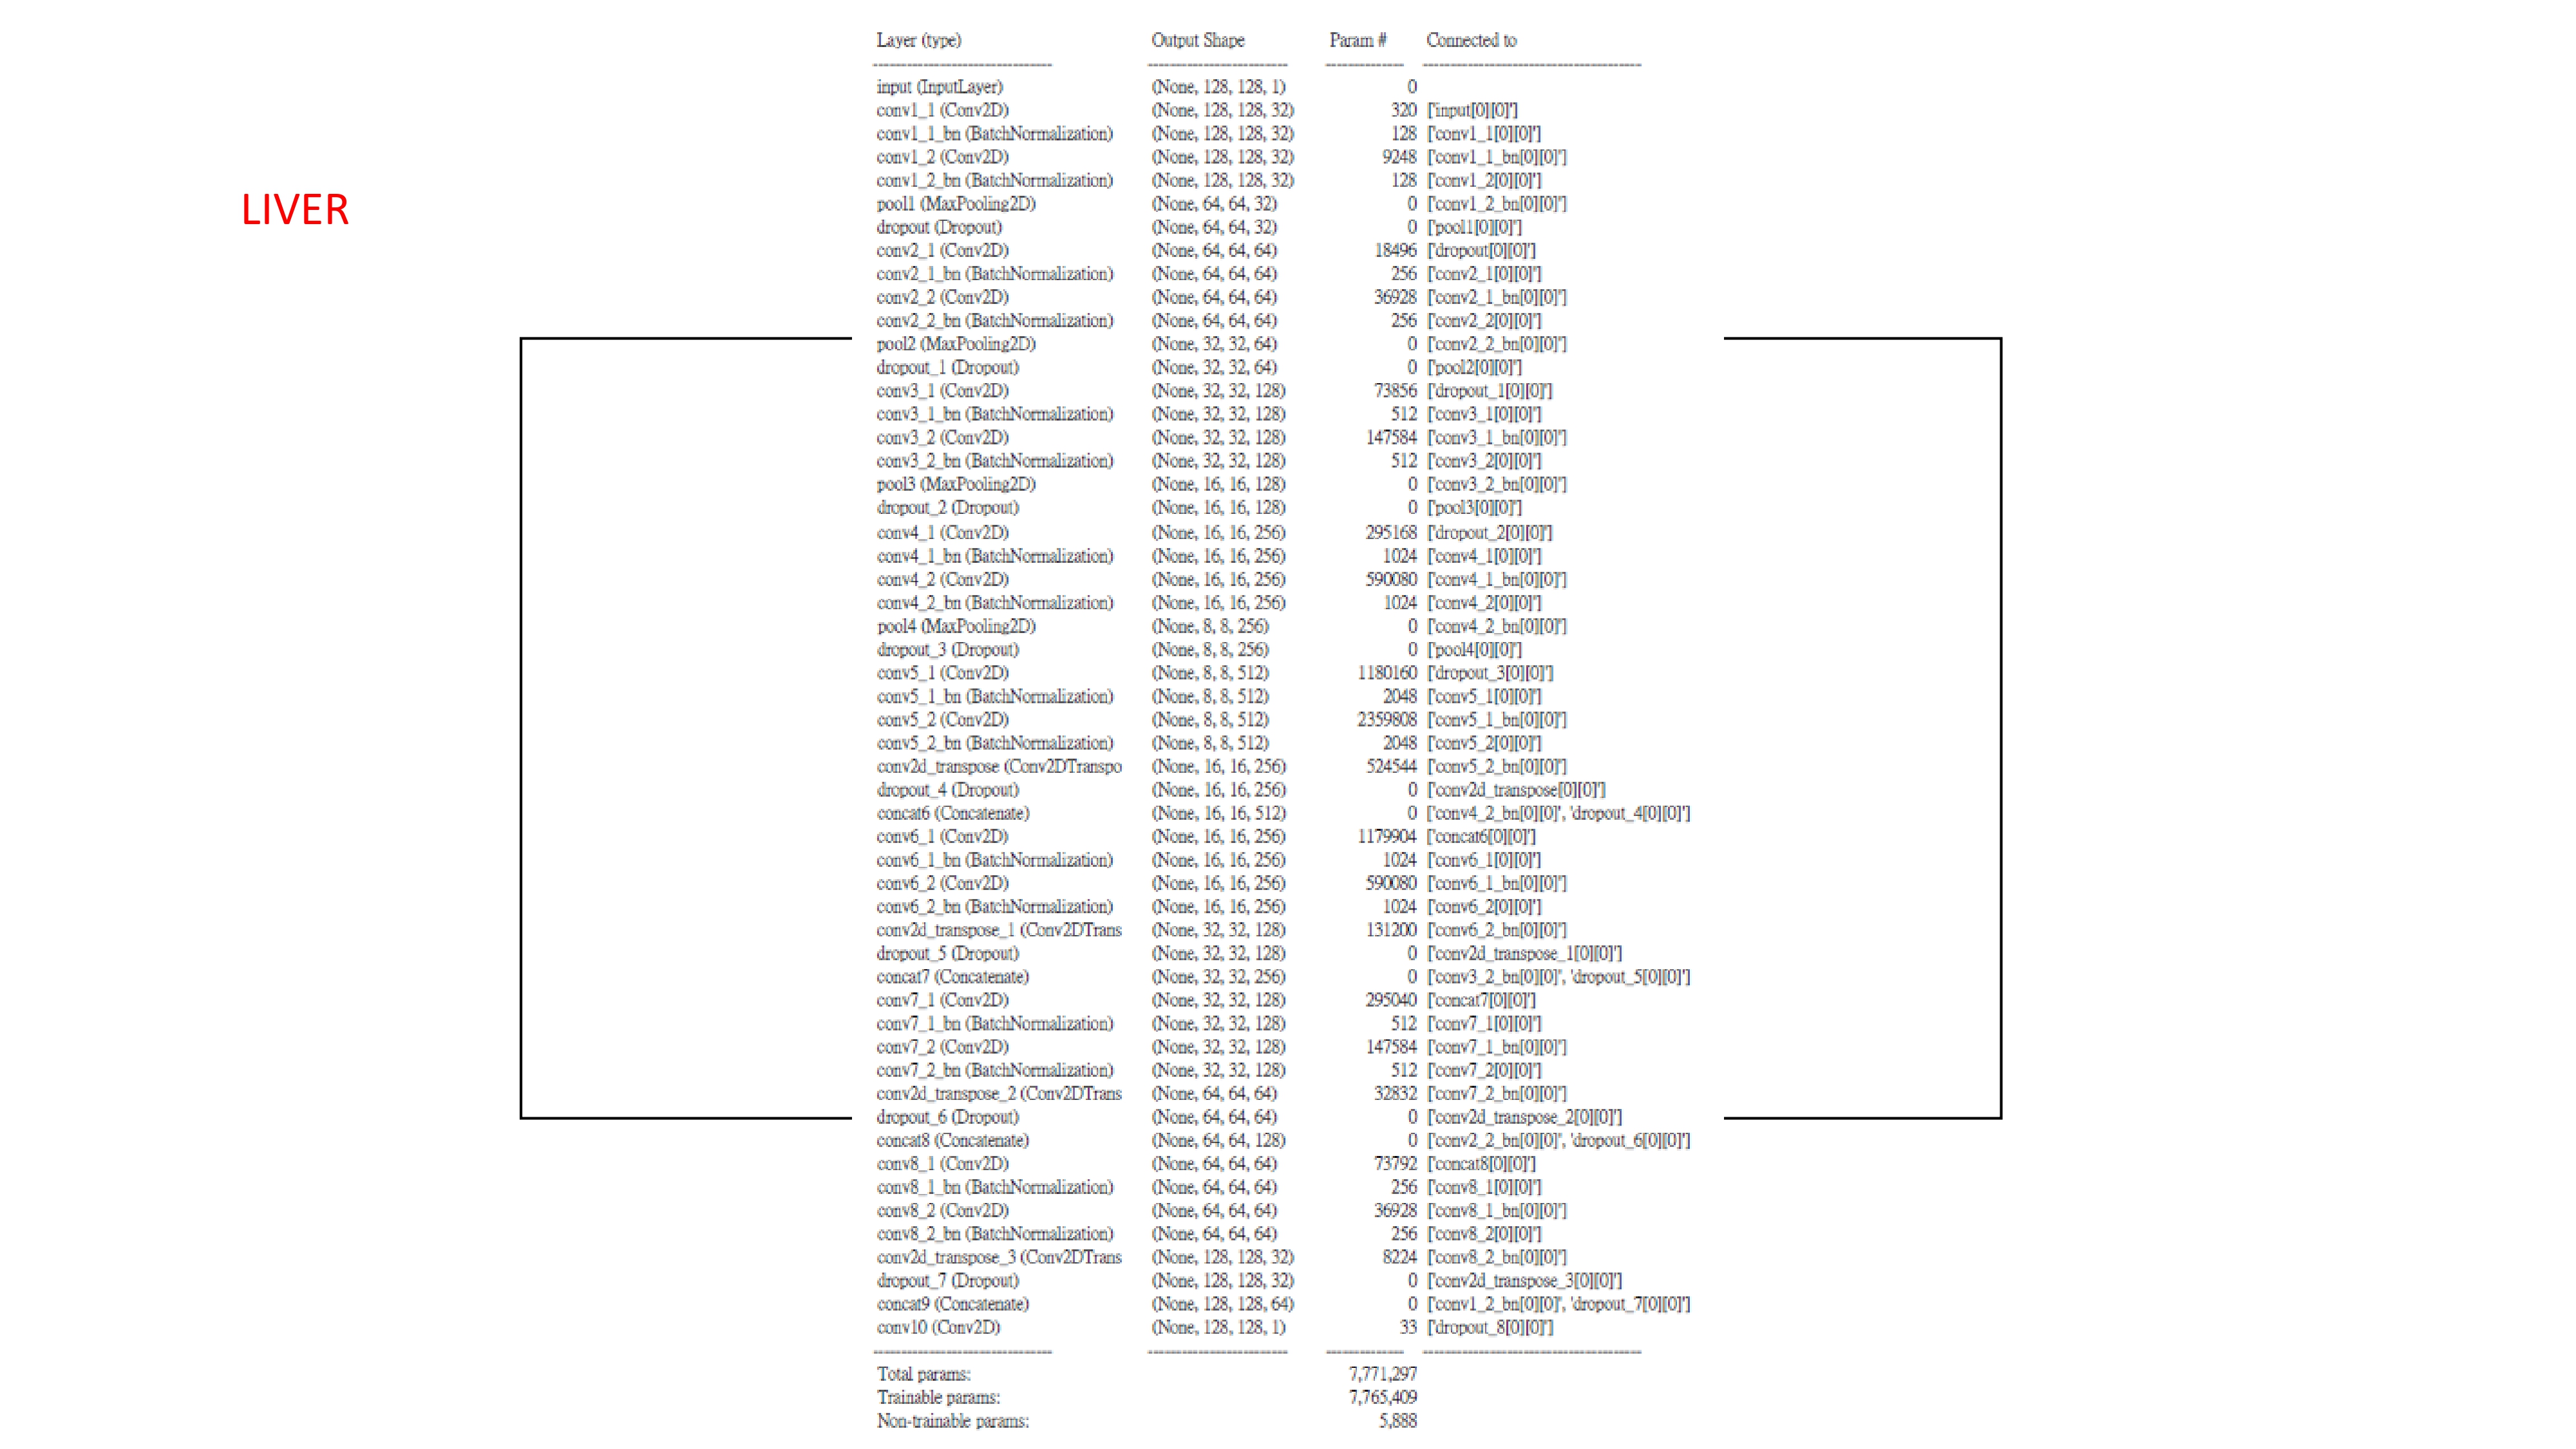 LIVER
Layer (type) Output Shape Param # Connected to
-------------------------------- ------------------------- -------------- ---------------------------------------
input (InputLayer) (None, 128, 128, 1) 0
conv1_1 (Conv2D) (None, 128, 128, 32) 320 ['input[0][0]']
conv1_1_bn (BatchNormalization) (None, 128, 128, 32) 128 ['conv1_1[0][0]']
conv1_2 (Conv2D) (None, 128, 128, 32) 9248 ['conv1_1_bn[0][0]']
conv1_2_bn (BatchNormalization) (None, 128, 128, 32) 128 ['conv1_2[0][0]']
pool1 (MaxPooling2D) (None, 64, 64, 32) 0 ['conv1_2_bn[0][0]']
dropout (Dropout) (None, 64, 64, 32) 0 ['pool1[0][0]']
conv2_1 (Conv2D) (None, 64, 64, 64) 18496 ['dropout[0][0]']
conv2_1_bn (BatchNormalization) (None, 64, 64, 64) 256 ['conv2_1[0][0]']
conv2_2 (Conv2D) (None, 64, 64, 64) 36928 ['conv2_1_bn[0][0]']
conv2_2_bn (BatchNormalization) (None, 64, 64, 64) 256 ['conv2_2[0][0]']
pool2 (MaxPooling2D) (None, 32, 32, 64) 0 ['conv2_2_bn[0][0]']
dropout_1 (Dropout) (None, 32, 32, 64) 0 ['pool2[0][0]']
conv3_1 (Conv2D) (None, 32, 32, 128) 73856 ['dropout_1[0][0]']
conv3_1_bn (BatchNormalization) (None, 32, 32, 128) 512 ['conv3_1[0][0]']
conv3_2 (Conv2D) (None, 32, 32, 128) 147584 ['conv3_1_bn[0][0]']
conv3_2_bn (BatchNormalization) (None, 32, 32, 128) 512 ['conv3_2[0][0]']
pool3 (MaxPooling2D) (None, 16, 16, 128) 0 ['conv3_2_bn[0][0]']
dropout_2 (Dropout) (None, 16, 16, 128) 0 ['pool3[0][0]']
conv4_1 (Conv2D) (None, 16, 16, 256) 295168 ['dropout_2[0][0]']
conv4_1_bn (BatchNormalization) (None, 16, 16, 256) 1024 ['conv4_1[0][0]']
conv4_2 (Conv2D) (None, 16, 16, 256) 590080 ['conv4_1_bn[0][0]']
conv4_2_bn (BatchNormalization) (None, 16, 16, 256) 1024 ['conv4_2[0][0]']
pool4 (MaxPooling2D) (None, 8, 8, 256) 0 ['conv4_2_bn[0][0]']
dropout_3 (Dropout) (None, 8, 8, 256) 0 ['pool4[0][0]']
conv5_1 (Conv2D) (None, 8, 8, 512) 1180160 ['dropout_3[0][0]']
conv5_1_bn (BatchNormalization) (None, 8, 8, 512) 2048 ['conv5_1[0][0]']
conv5_2 (Conv2D) (None, 8, 8, 512) 2359808 ['conv5_1_bn[0][0]']
conv5_2_bn (BatchNormalization) (None, 8, 8, 512) 2048 ['conv5_2[0][0]']
conv2d_transpose (Conv2DTranspo (None, 16, 16, 256) 524544 ['conv5_2_bn[0][0]']
dropout_4 (Dropout) (None, 16, 16, 256) 0 ['conv2d_transpose[0][0]']
concat6 (Concatenate) (None, 16, 16, 512) 0 ['conv4_2_bn[0][0]', 'dropout_4[0][0]']
conv6_1 (Conv2D) (None, 16, 16, 256) 1179904 ['concat6[0][0]']
conv6_1_bn (BatchNormalization) (None, 16, 16, 256) 1024 ['conv6_1[0][0]']
conv6_2 (Conv2D) (None, 16, 16, 256) 590080 ['conv6_1_bn[0][0]']
conv6_2_bn (BatchNormalization) (None, 16, 16, 256) 1024 ['conv6_2[0][0]']
conv2d_transpose_1 (Conv2DTrans (None, 32, 32, 128) 131200 ['conv6_2_bn[0][0]']
dropout_5 (Dropout) (None, 32, 32, 128) 0 ['conv2d_transpose_1[0][0]']
concat7 (Concatenate) (None, 32, 32, 256) 0 ['conv3_2_bn[0][0]', 'dropout_5[0][0]']
conv7_1 (Conv2D) (None, 32, 32, 128) 295040 ['concat7[0][0]']
conv7_1_bn (BatchNormalization) (None, 32, 32, 128) 512 ['conv7_1[0][0]']
conv7_2 (Conv2D) (None, 32, 32, 128) 147584 ['conv7_1_bn[0][0]']
conv7_2_bn (BatchNormalization) (None, 32, 32, 128) 512 ['conv7_2[0][0]']
conv2d_transpose_2 (Conv2DTrans (None, 64, 64, 64) 32832 ['conv7_2_bn[0][0]']
dropout_6 (Dropout) (None, 64, 64, 64) 0 ['conv2d_transpose_2[0][0]']
concat8 (Concatenate) (None, 64, 64, 128) 0 ['conv2_2_bn[0][0]', 'dropout_6[0][0]']
conv8_1 (Conv2D) (None, 64, 64, 64) 73792 ['concat8[0][0]']
conv8_1_bn (BatchNormalization) (None, 64, 64, 64) 256 ['conv8_1[0][0]']
conv8_2 (Conv2D) (None, 64, 64, 64) 36928 ['conv8_1_bn[0][0]']
conv8_2_bn (BatchNormalization) (None, 64, 64, 64) 256 ['conv8_2[0][0]']
conv2d_transpose_3 (Conv2DTrans (None, 128, 128, 32) 8224 ['conv8_2_bn[0][0]']
dropout_7 (Dropout) (None, 128, 128, 32) 0 ['conv2d_transpose_3[0][0]']
concat9 (Concatenate) (None, 128, 128, 64) 0 ['conv1_2_bn[0][0]', 'dropout_7[0][0]']
conv10 (Conv2D) (None, 128, 128, 1) 33 ['dropout_8[0][0]']
-------------------------------- ------------------------- -------------- ---------------------------------------
Total params: 7,771,297
Trainable params: 7,765,409
Non-trainable params: 5,888